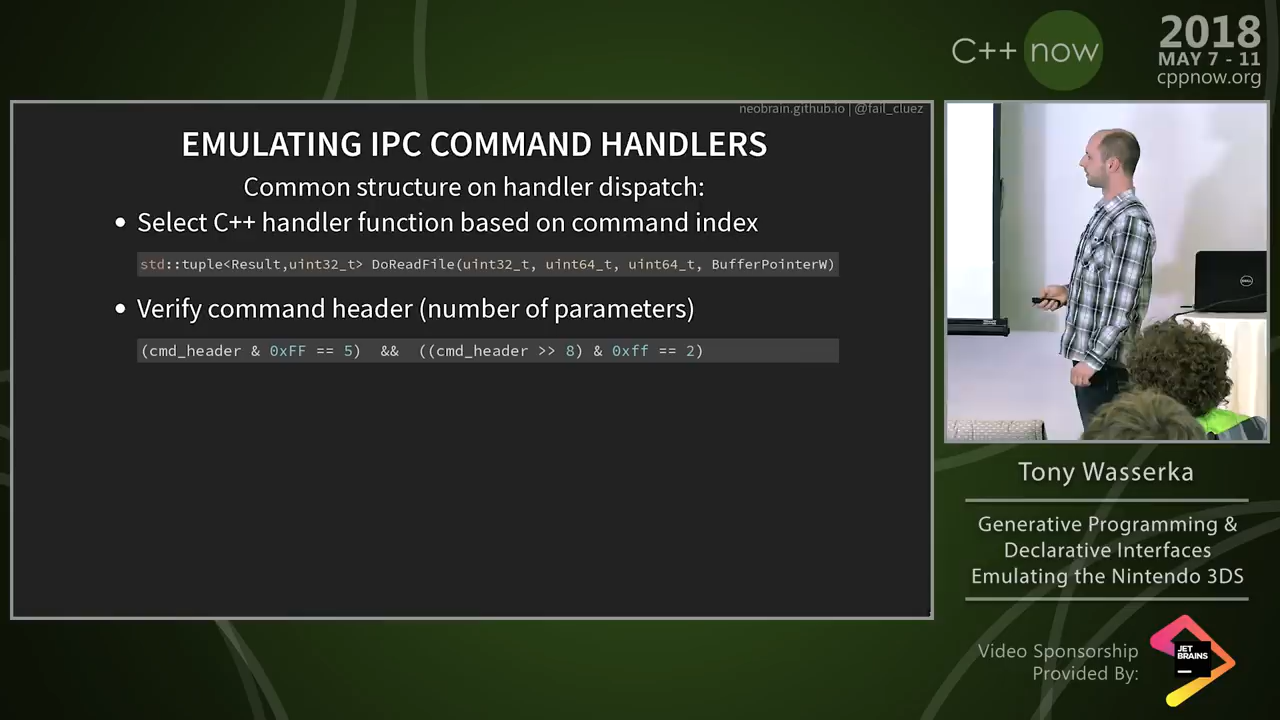 C++ now
2018
MAY 7 - 11
cppnow.org
neobrain.github.io | @fail_cluez
EMULATING IPC COMMAND HANDLERS
Common structure on handler dispatch:
• Select C++ handler function based on command index
std::tuple<Result,uint32_t> DoReadFile(uint32_t, uint64_t, uint64_t, BufferPointerW)
• Verify command header (number of parameters)
(cmd_header & 0xFF == 5) && ((cmd_header >> 8) & 0xff == 2)
DELL
Tony Wasserka
Generative Programming &
Declarative Interfaces
Emulating the Nintendo 3DS
Video Sponsorship
Provided By:
JET
BRAINS